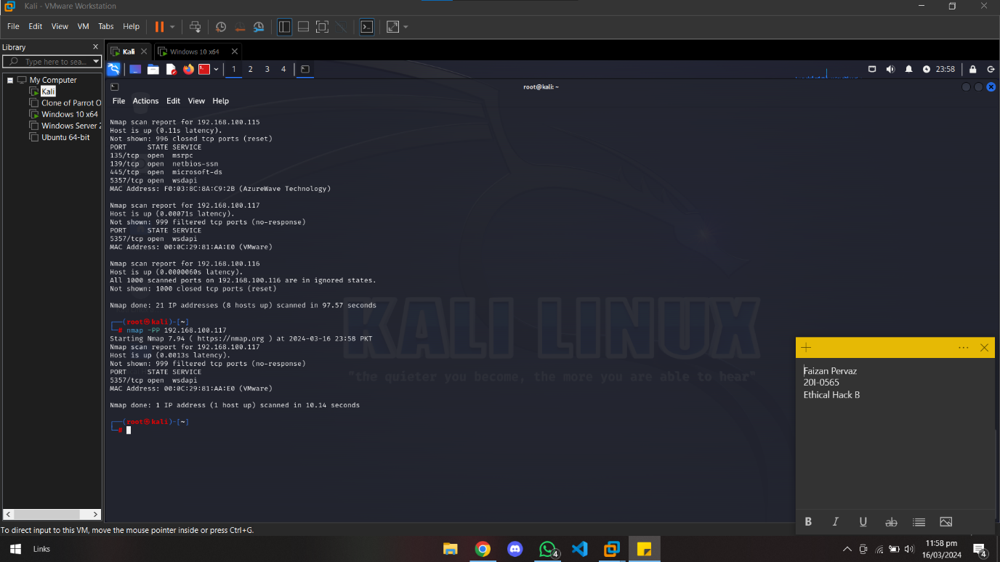 Kali - VMware Workstation
File Edit View VM Tabs Help
Library
Kali
Windows 10 x64
Type here to sea...
My Computer
Kali
Clone of Parrot O
Windows 10 x64
Windows Server 2
Ubuntu 64-bit
1 2 3 4
23:58
root@kali: ~
File Actions Edit View Help
Nmap scan report for 192.168.100.115
Host is up (0.11s latency).
Not shown: 996 closed tcp ports (reset)
PORT     STATE SERVICE
135/tcp  open  msrpc
139/tcp  open  netbios-ssn
445/tcp  open  microsoft-ds
5357/tcp open  wsdapi
MAC Address: F0:03:8C:8A:C9:2B (AzureWave Technology)
Nmap scan report for 192.168.100.117
Host is up (0.00071s latency).
Not shown: 999 filtered tcp ports (no-response)
PORT     STATE SERVICE
5357/tcp open  wsdapi
MAC Address: 00:0C:29:81:AA:E0 (VMware)
Nmap scan report for 192.168.100.116
Host is up (0.0000060s latency).
All 1000 scanned ports on 192.168.100.116 are in ignored states.
Not shown: 1000 closed tcp ports (reset)
Nmap done: 21 IP addresses (8 hosts up) scanned in 97.57 seconds
┌──(root㉿kali)-[~]
└─# nmap -PP 192.168.100.117
Starting Nmap 7.94 ( https://nmap.org ) at 2024-03-16 23:58 PKT
Nmap scan report for 192.168.100.117
Host is up (0.0013s latency).
Not shown: 999 filtered tcp ports (no-response)
PORT     STATE SERVICE
5357/tcp open  wsdapi
MAC Address: 00:0C:29:81:AA:E0 (VMware)
Nmap done: 1 IP address (1 host up) scanned in 10.14 seconds
┌──(root㉿kali)-[~]
└─#
KALI LINUX
"the quieter you become, the more you are able to hear"
Faizan Pervaz
20I-0565
Ethical Hack B
B I U ab
To direct input to this VM, move the mouse pointer inside or press Ctrl+G.
Links
4
11:58 pm
16/03/2024
4